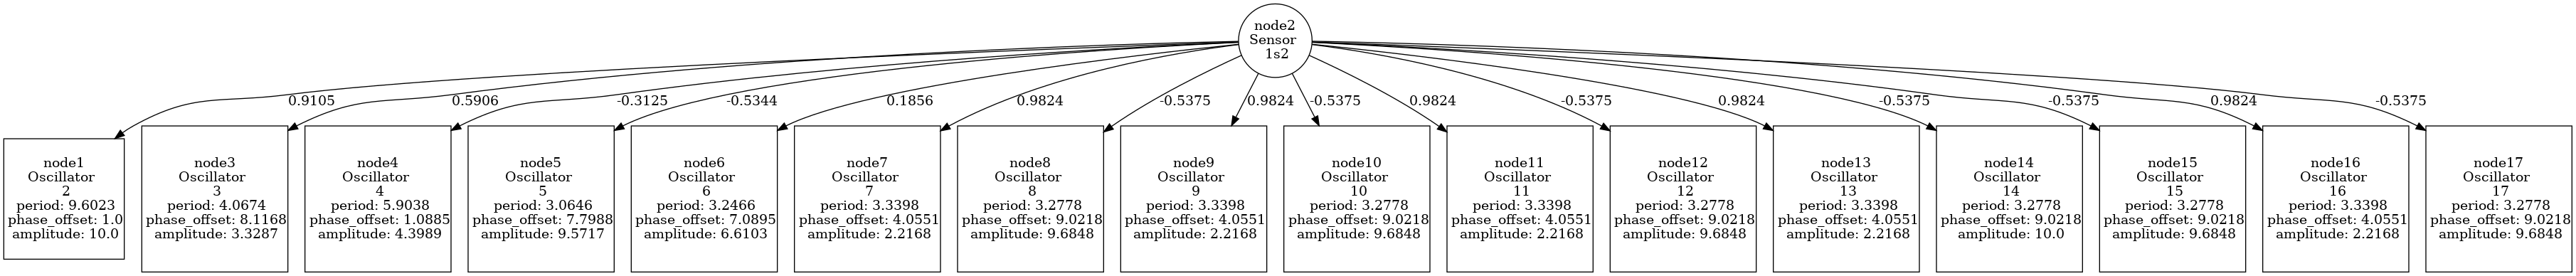 node2
Sensor
1s2
0.9105
0.5906
-0.3125
-0.5344
0.1856
0.9824
-0.5375
0.9824
-0.5375
0.9824
-0.5375
0.9824
-0.5375
-0.5375
0.9824
-0.5375
node1
Oscillator
2
period: 9.6023
phase_offset: 1.0
amplitude: 10.0
node3
Oscillator
3
period: 4.0674
phase_offset: 8.1168
amplitude: 3.3287
node4
Oscillator
4
period: 5.9038
phase_offset: 1.0885
amplitude: 4.3989
node5
Oscillator
5
period: 3.0646
phase_offset: 7.7988
amplitude: 9.5717
node6
Oscillator
6
period: 3.2466
phase_offset: 7.0895
amplitude: 6.6103
node7
Oscillator
7
period: 3.3398
phase_offset: 4.0551
amplitude: 2.2168
node8
Oscillator
8
period: 3.2778
phase_offset: 9.0218
amplitude: 9.6848
node9
Oscillator
9
period: 3.3398
phase_offset: 4.0551
amplitude: 2.2168
node10
Oscillator
10
period: 3.2778
phase_offset: 9.0218
amplitude: 9.6848
node11
Oscillator
11
period: 3.3398
phase_offset: 4.0551
amplitude: 2.2168
node12
Oscillator
12
period: 3.2778
phase_offset: 9.0218
amplitude: 9.6848
node13
Oscillator
13
period: 3.3398
phase_offset: 4.0551
amplitude: 2.2168
node14
Oscillator
14
period: 3.2778
phase_offset: 9.0218
amplitude: 10.0
node15
Oscillator
15
period: 3.2778
phase_offset: 9.0218
amplitude: 9.6848
node16
Oscillator
16
period: 3.3398
phase_offset: 4.0551
amplitude: 2.2168
node17
Oscillator
17
period: 3.2778
phase_offset: 9.0218
amplitude: 9.6848